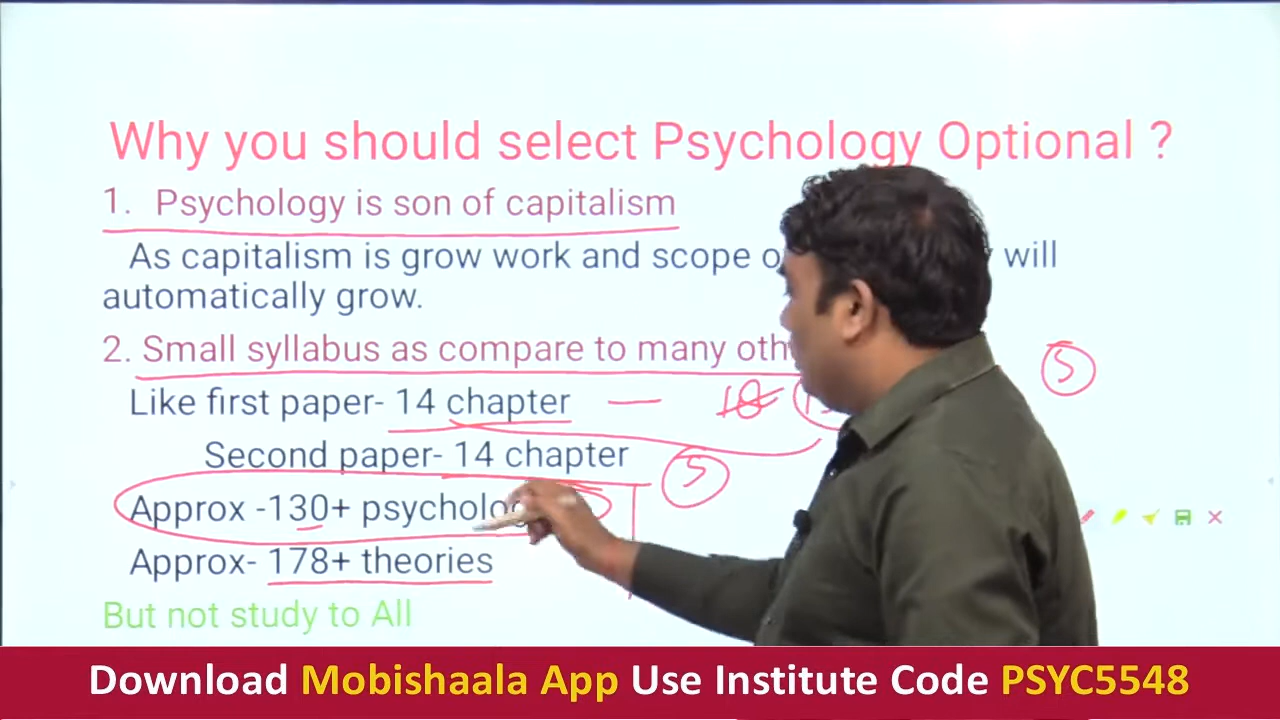 Why you should select Psychology Optional ?
1. Psychology is son of capitalism
As capitalism is grow work and scope will
automatically grow.
2. Small syllabus as compare to many
Like first paper- 14 chapter
5
Second paper- 14 chapter
5
Approx -130+
Approx- 178+ theories
But not study to All
Download Mobishaala App Use Institute Code PSYC5548